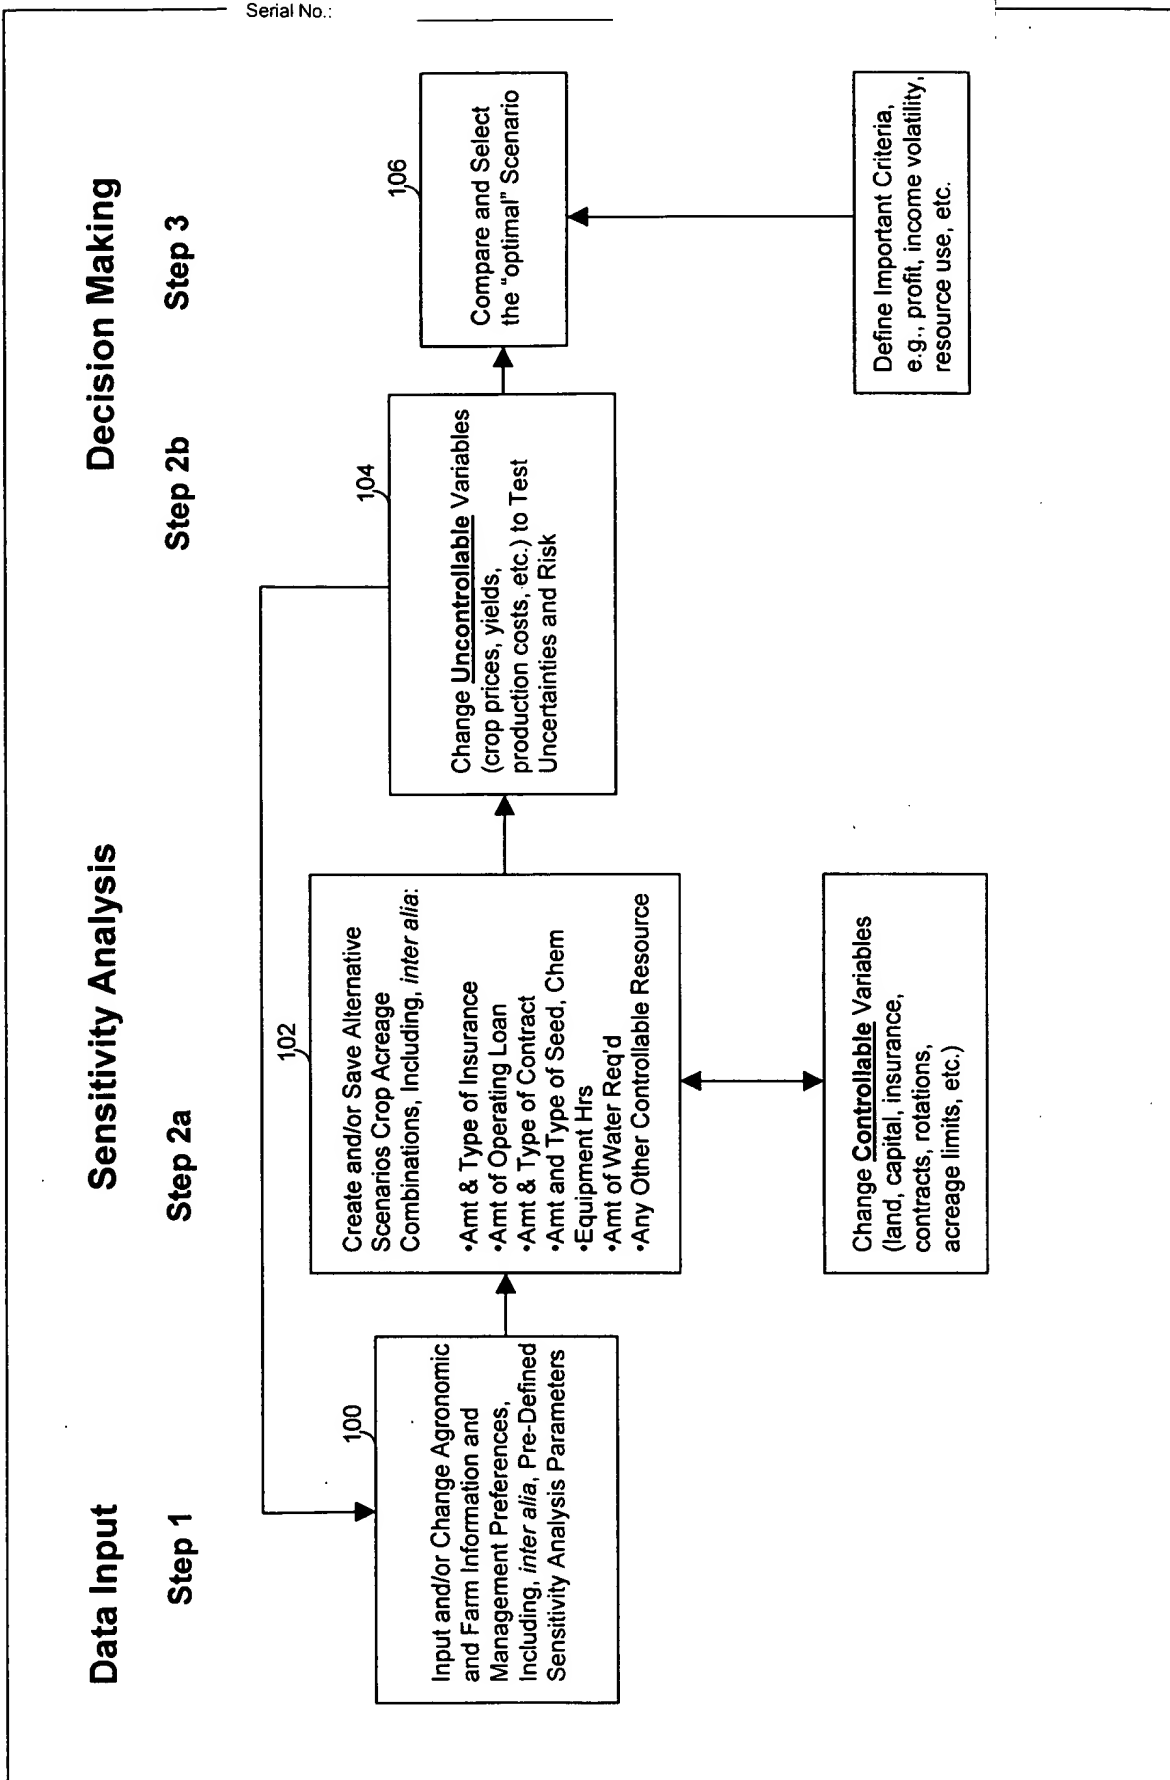 Serial No.:
Data Input
Sensitivity Analysis
Decision Making
Step 1
Step 2a
Step 2b
Step 3
100
Input and/or Change Agronomic
and Farm Information and
Management Preferences,
Including, inter alia, Pre-Defined
Sensitivity Analysis Parameters
102
Create and/or Save Alternative
Scenarios Crop Acreage
Combinations, Including, inter alia:
•Amt & Type of Insurance
•Amt of Operating Loan
•Amt & Type of Contract
•Amt and Type of Seed, Chem
•Equipment Hrs
•Amt of Water Req'd
•Any Other Controllable Resource
Change Controllable Variables
(land, capital, insurance,
contracts, rotations,
acreage limits, etc.)
104
Change Uncontrollable Variables
(crop prices, yields,
production costs, etc.) to Test
Uncertainties and Risk
106
Compare and Select
the "optimal" Scenario
Define Important Criteria,
e.g., profit, income volatility,
resource use, etc.